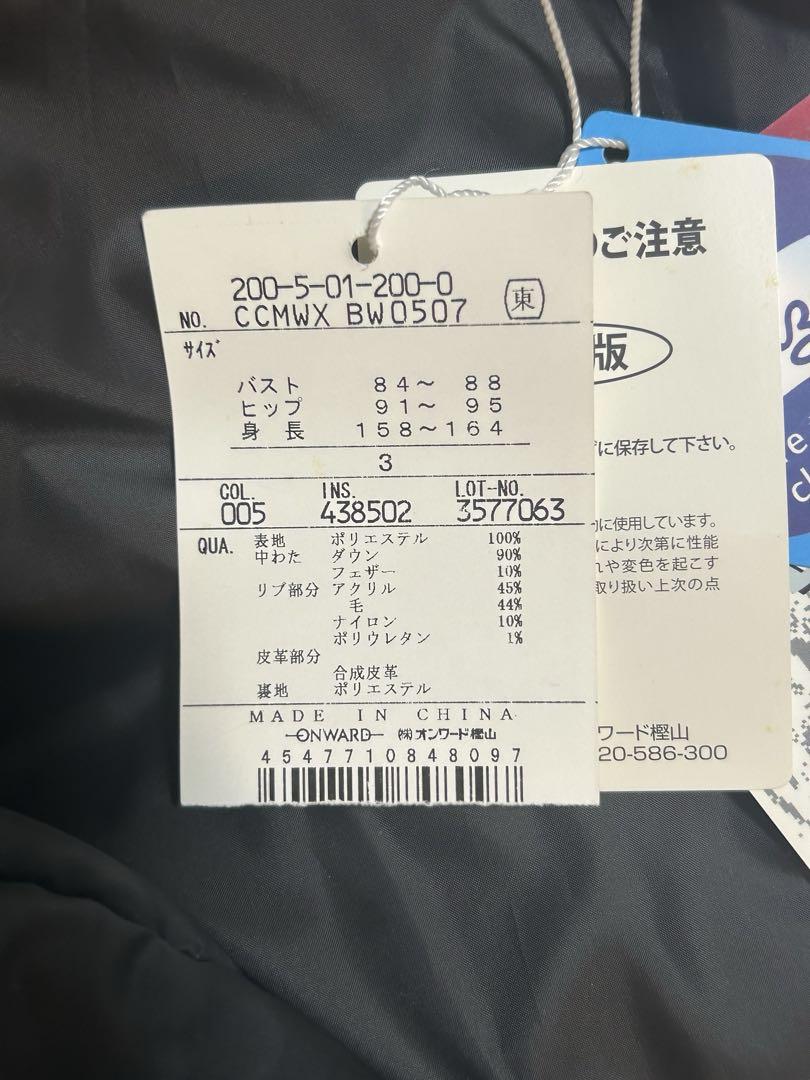 200-5-01-200-0
NO. CCMWX BW0507 東
サイズ
バスト 84～ 88
ヒップ 91～ 95
身長 158～164
3
COL. INS. LOT-NO.
005 438502 3577063
QUA. 表地 ポリエステル 100%
中わた ダウン 90%
フェザー 10%
リブ部分 アクリル 45%
毛 44%
ナイロン 10%
ポリウレタン 1%
皮革部分
合成皮革
裏地 ポリエステル
MADE IN CHINA
ONWARD ㈱オンワード樫山
4547710848097
ご注意
版
に保存して下さい。
に使用しています。
により次第に性能
や変色を起こす
取り扱い上次の点
ワード樫山
20-586-300